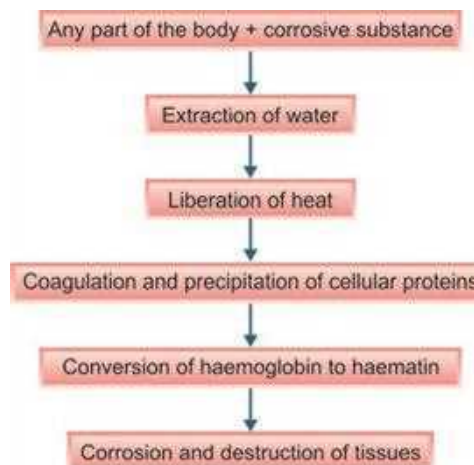 Any part of the body + corrosive substance
Extraction of water
Liberation of heat
Coagulation and precipitation of cellular proteins
Conversion of haemoglobin to haematin
Corrosion and destruction of tissues